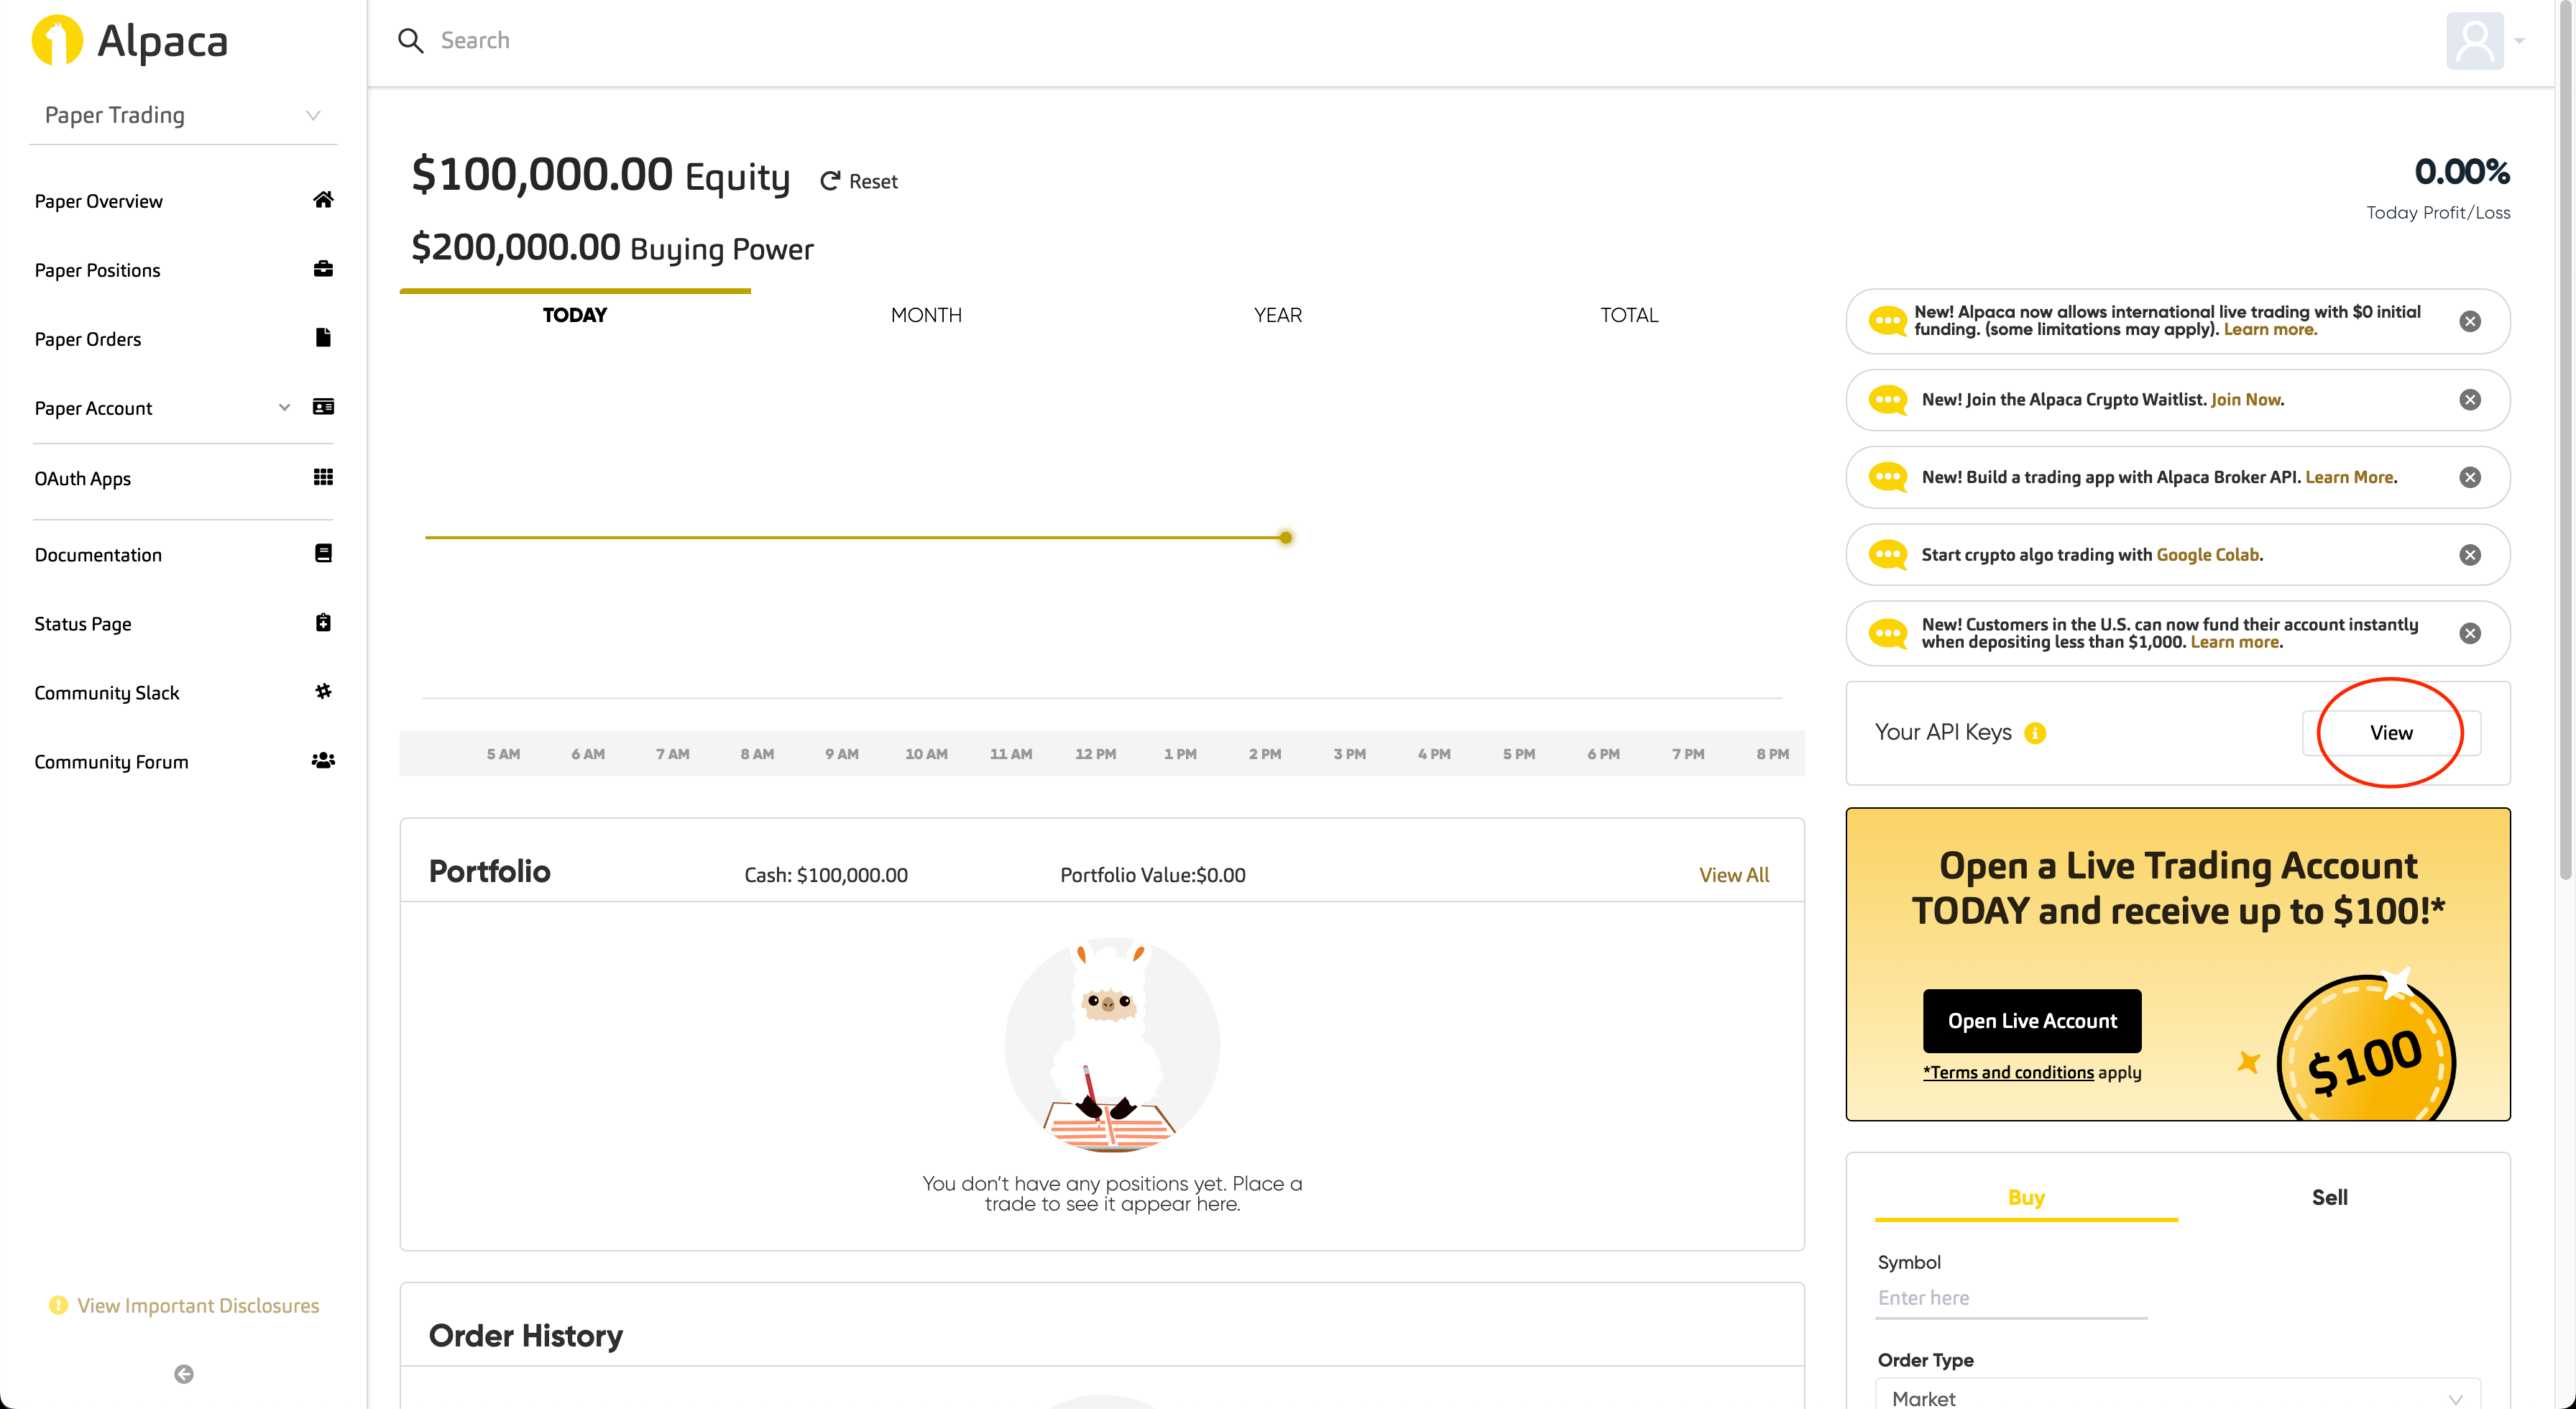 Alpaca
Search
Paper Trading
Paper Overview
Paper Positions
Paper Orders
Paper Account
OAuth Apps
Documentation
Status Page
Community Slack
Community Forum
View Important Disclosures
$100,000.00 Equity Reset
$200,000.00 Buying Power
0.00%
Today Profit/Loss
TODAY MONTH YEAR TOTAL
5 AM 6 AM 7 AM 8 AM 9 AM 10 AM 11 AM 12 PM 1 PM 2 PM 3 PM 4 PM 5 PM 6 PM 7 PM 8 PM
Portfolio Cash: $100,000.00 Portfolio Value:$0.00 View All
You don't have any positions yet. Place a
trade to see it appear here.
Order History
New! Alpaca now allows international live trading with $0 initial
funding. (some limitations may apply). Learn more.
New! Join the Alpaca Crypto Waitlist. Join Now.
New! Build a trading app with Alpaca Broker API. Learn More.
Start crypto algo trading with Google Colab.
New! Customers in the U.S. can now fund their account instantly
when depositing less than $1,000. Learn more.
Your API Keys View
Open a Live Trading Account
TODAY and receive up to $100!*
Open Live Account
*Terms and conditions apply
$100
Buy Sell
Symbol
Enter here
Order Type
Market